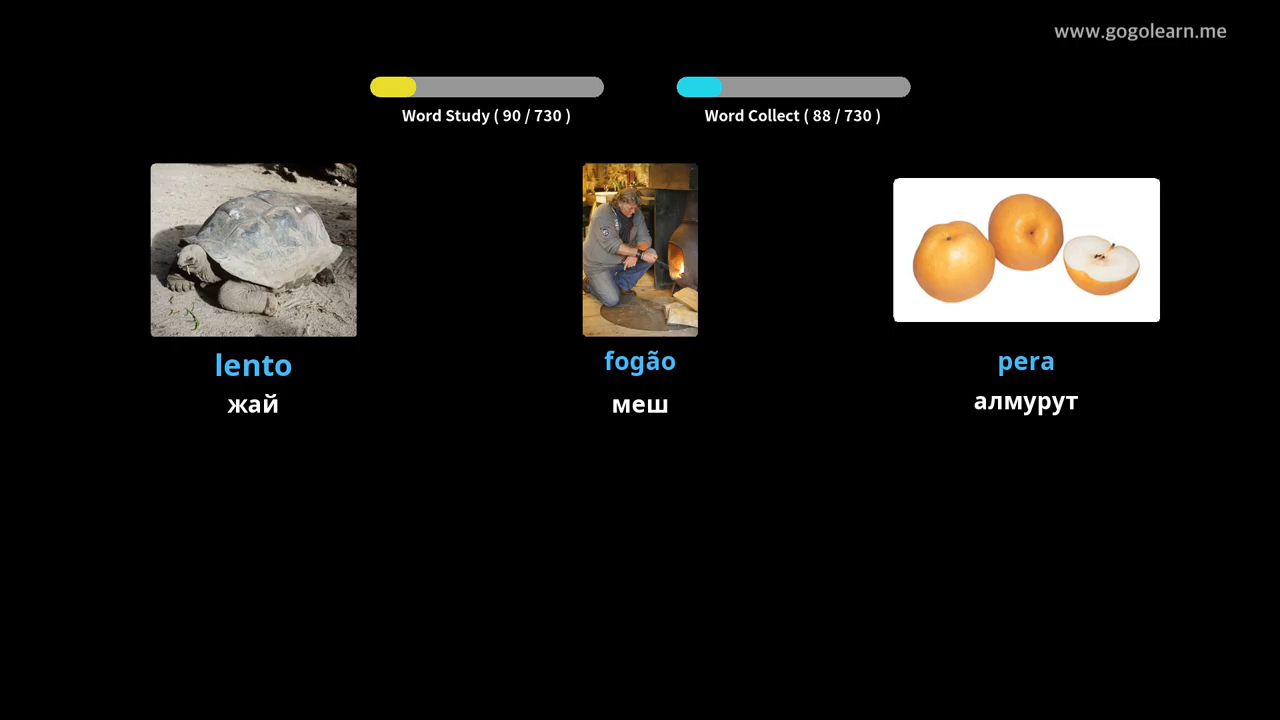 www.gogolearn.me
Word Study ( 90 / 730 )
Word Collect ( 88 / 730 )
lento
жай
fogão
меш
pera
алмурут